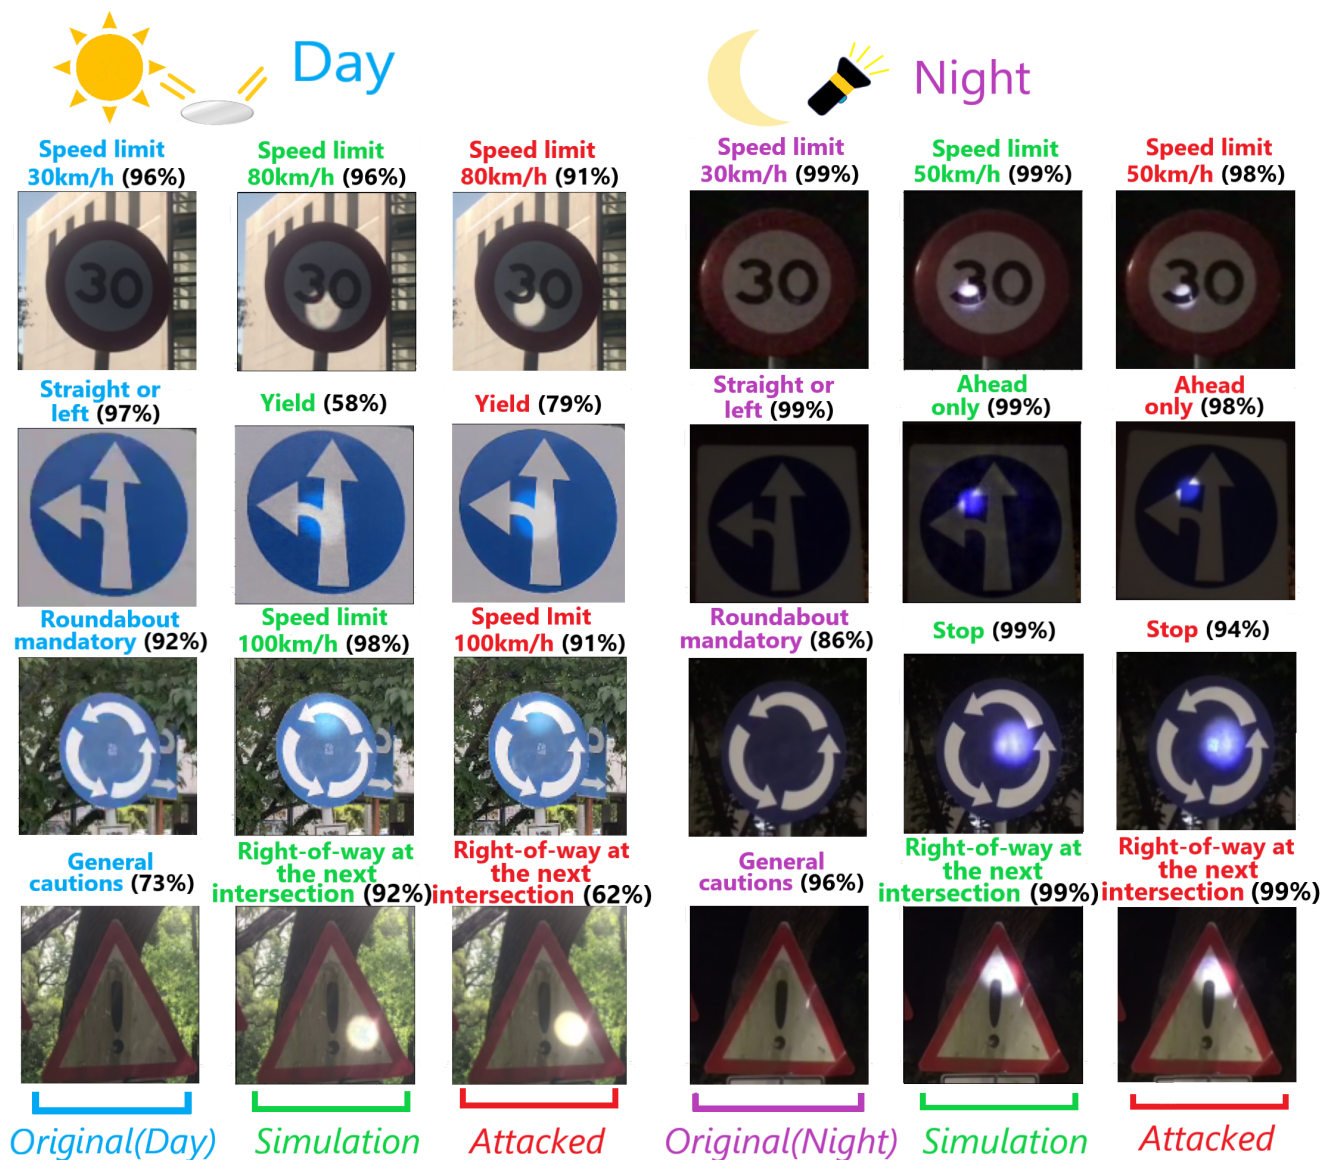 Day
Night
Speed limit
30km/h (96%)
Speed limit
80km/h (96%)
Speed limit
80km/h (91%)
Speed limit
30km/h (99%)
Speed limit
50km/h (99%)
Speed limit
50km/h (98%)
30
30
30
30
30
30
Straight or
left (97%)
Yield (58%)
Yield (79%)
Straight or
left (99%)
Ahead
only (99%)
Ahead
only (98%)
Roundabout
mandatory (92%)
Speed limit
100km/h (98%)
Speed lmit
100km/h (91%)
Roundabout
mandatory (86%)
Stop (99%)
Stop (94%)
General
cautions (73%)
Right-of-way at
the next
intersection (92%)
Right-of-way at
the next
intersection (62%)
General
cautions (96%)
Right-of-way at
the next
intersection (99%)
Right-of-way at
the next
intersection (99%)
Original(Day)
Simulation
Attacked
Original(Night)
Simulation
Attacked